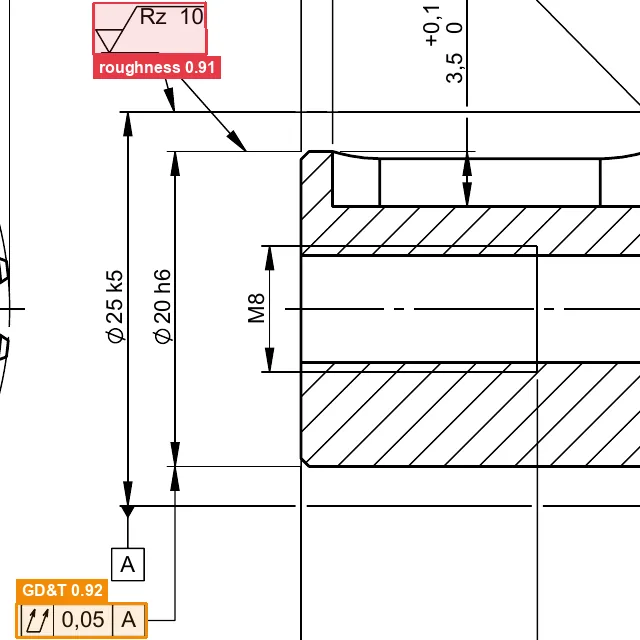 Rz 10
roughness 0.91
+0,1
3,5 0
⌀25 k5
⌀20 h6
M8
A
GD&T 0.92
0,05 A